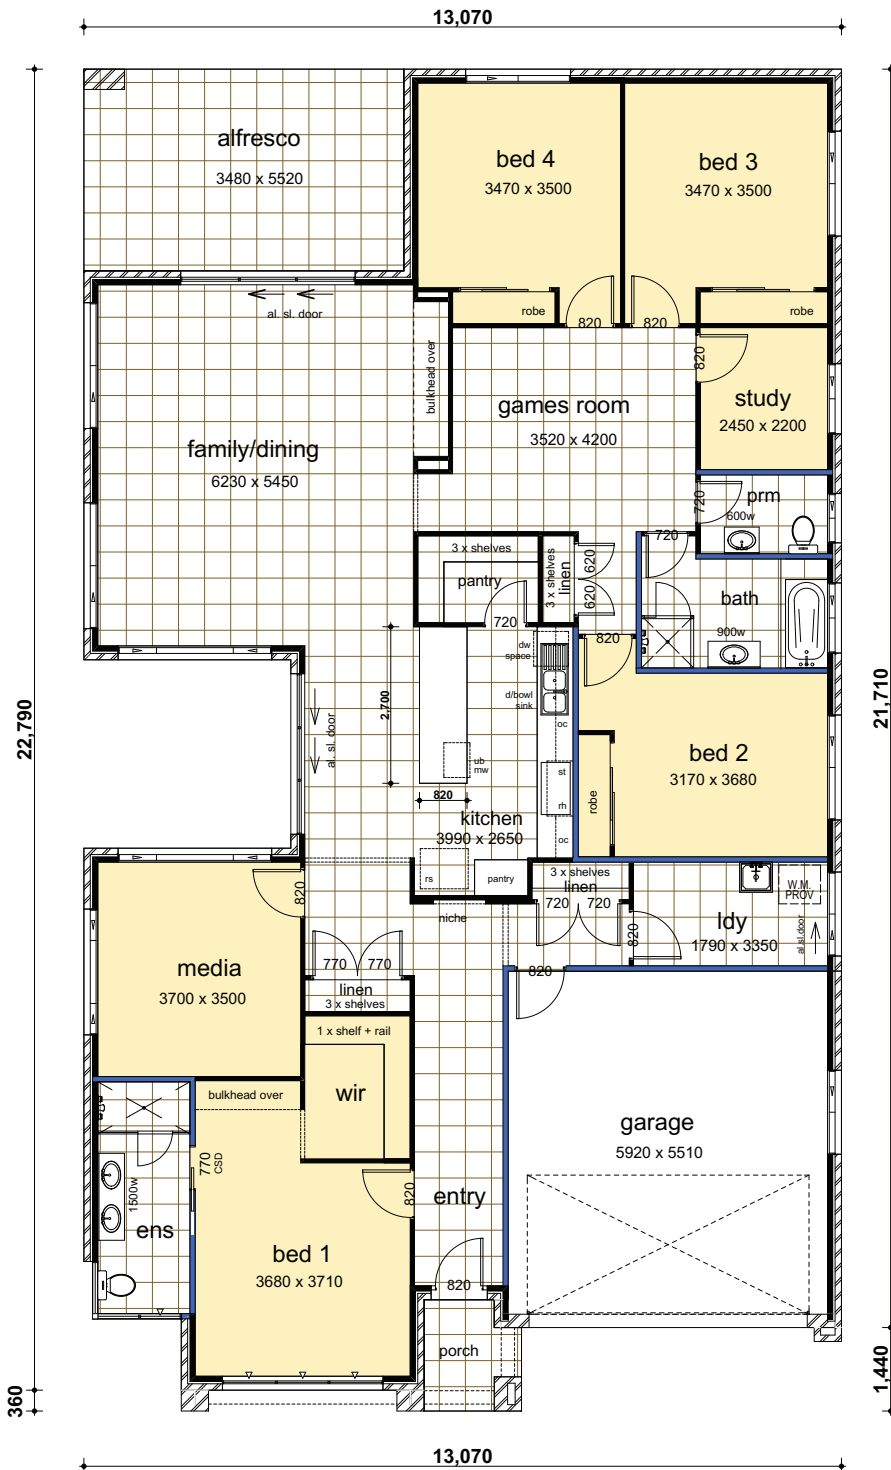 13,070
alfresco
3480 x 5520
bed 4
3470 x 3500
bed 3
3470 x 3500
al. sl. door
robe
820
820
robe
bulkhead over
820
family/dining
6230 x 5450
games room
3520 x 4200
study
2450 x 2200
720
prm
600w
720
3 x shelves
pantry
720
3 x shelves
linen
620
620
bath
900w
820
22,790
21,710
2,700
al. sl. door
dw
space
d/bowl
sink
oc
ub
mw
st
rh
oc
820
kitchen
3990 x 2650
rs
pantry
robe
bed 2
3170 x 3680
820
media
3700 x 3500
niche
3 x shelves
linen
720
720
W.M.
PROV
ldy
1790 x 3350
820
al.sl.door
770
770
linen
3 x shelves
820
1 x shelf + rail
wir
bulkhead over
garage
5920 x 5510
770
CSD
1500w
ens
820
entry
bed 1
3680 x 3710
820
porch
360
1,440
13,070